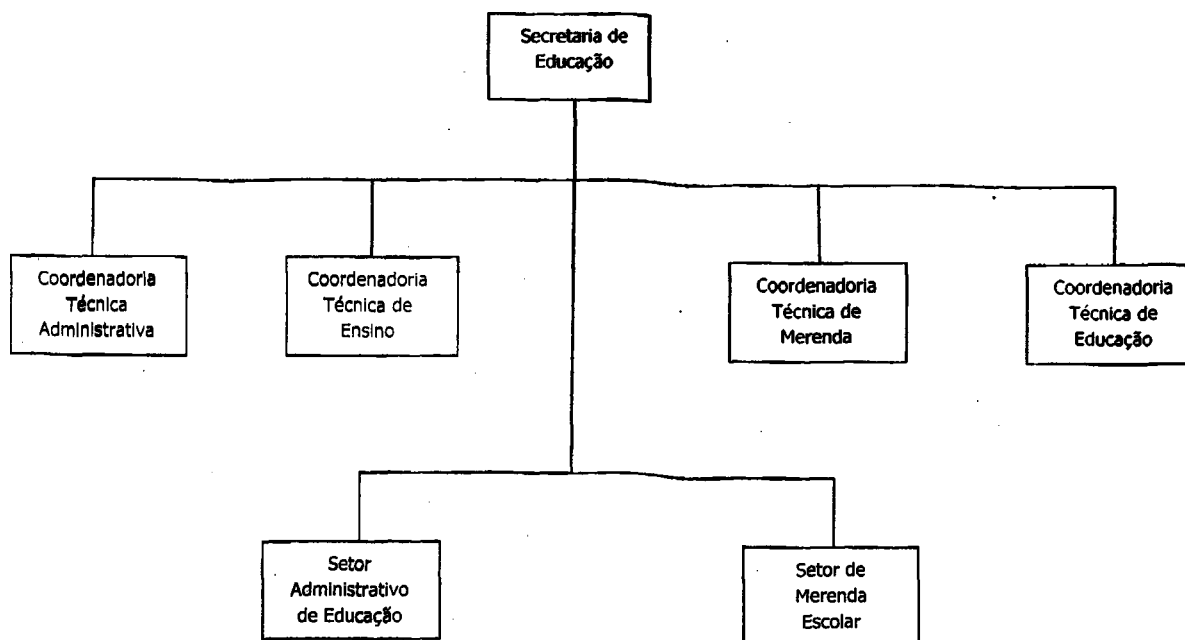 Secretaria de
Educação
Coordenadoria
Técnica
Administrativa
Coordenadoria
Técnica de
Ensino
Coordenadoria
Técnica de
Merenda
Coordenadoria
Técnica de
Educação
Setor
Administrativo
de Educação
Setor de
Merenda
Escolar